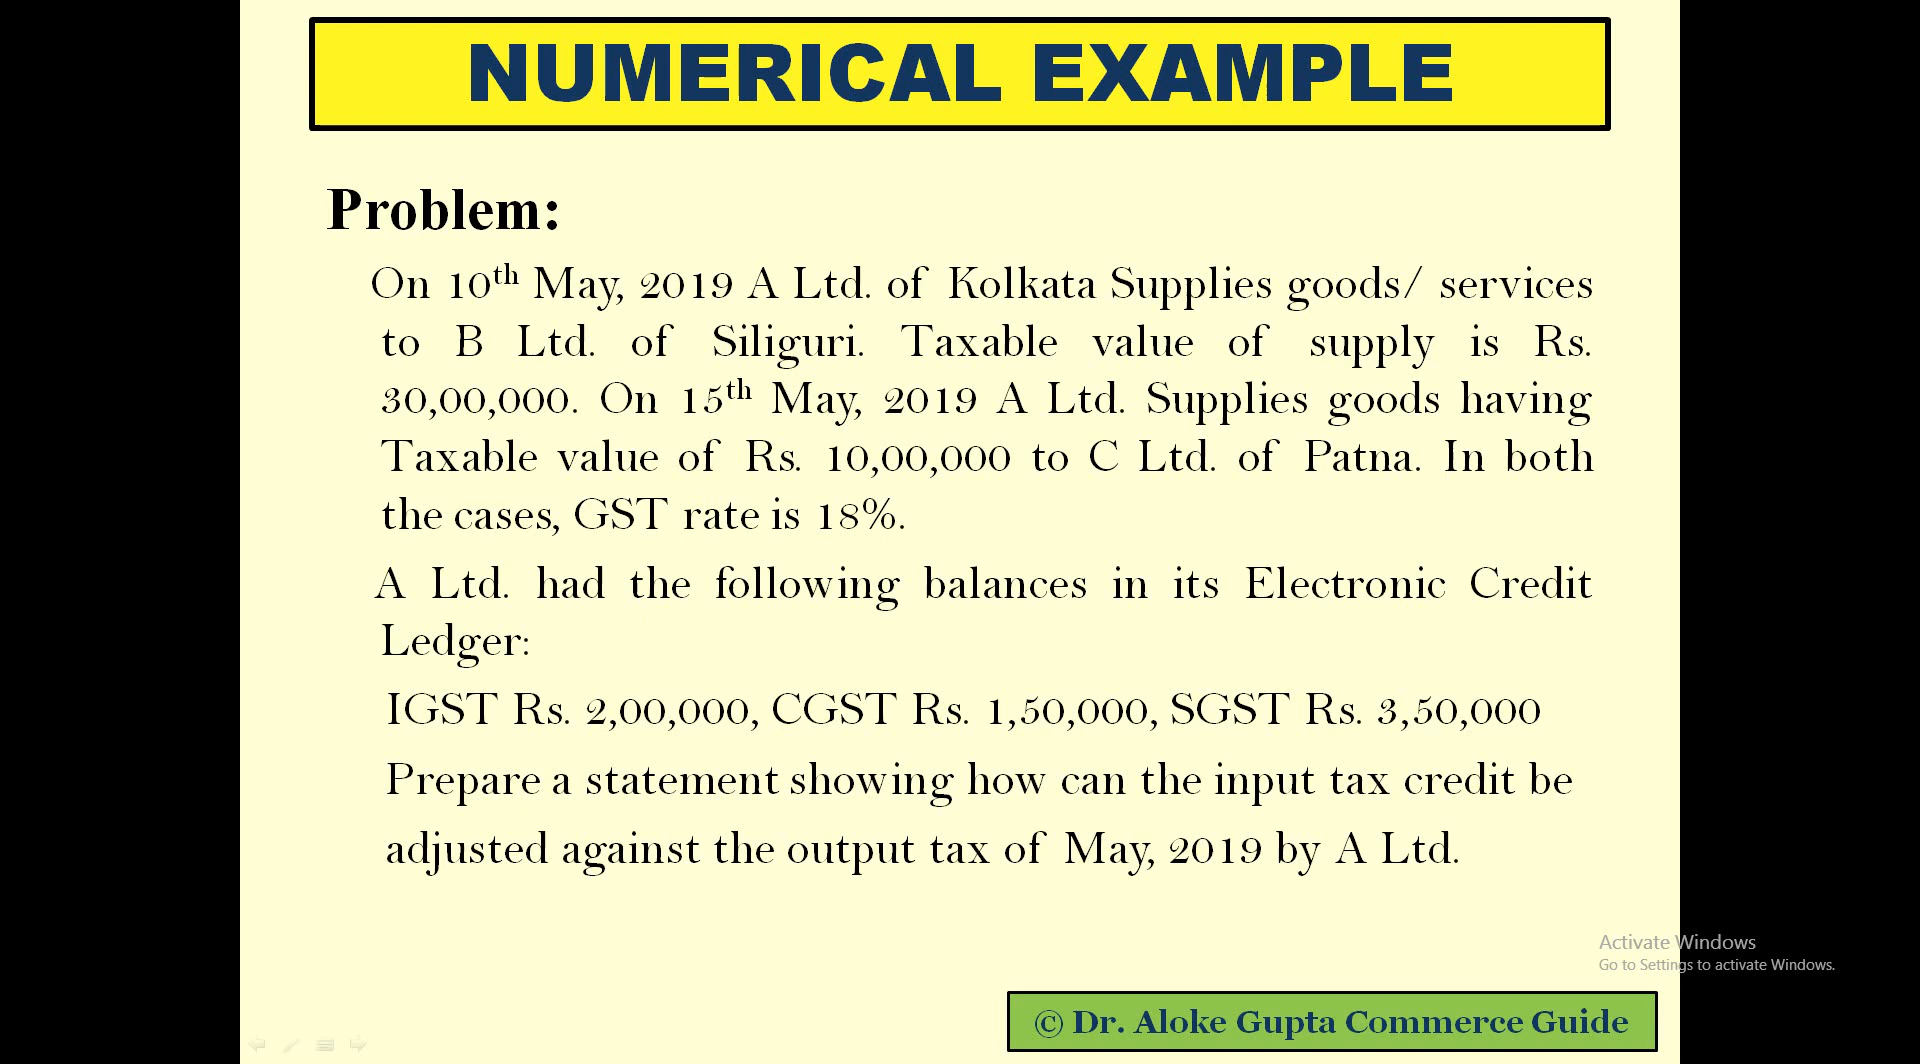 NUMERICAL EXAMPLE
Problem:
On 10th May, 2019 A Ltd. of Kolkata Supplies goods/ services
to B Ltd. of Siliguri. Taxable value of supply is Rs.
30,00,000. On 15th May, 2019 A Ltd. Supplies goods having
Taxable value of Rs. 10,00,000 to C Ltd. of Patna. In both
the cases, GST rate is 18%.
A Ltd. had the following balances in its Electronic Credit
Ledger:
IGST Rs. 2,00,000, CGST Rs. 1,50,000, SGST Rs. 3,50,000
Prepare a statement showing how can the input tax credit be
adjusted against the output tax of May, 2019 by A Ltd.
Activate Windows
Go to Settings to activate Windows.
© Dr. Aloke Gupta Commerce Guide